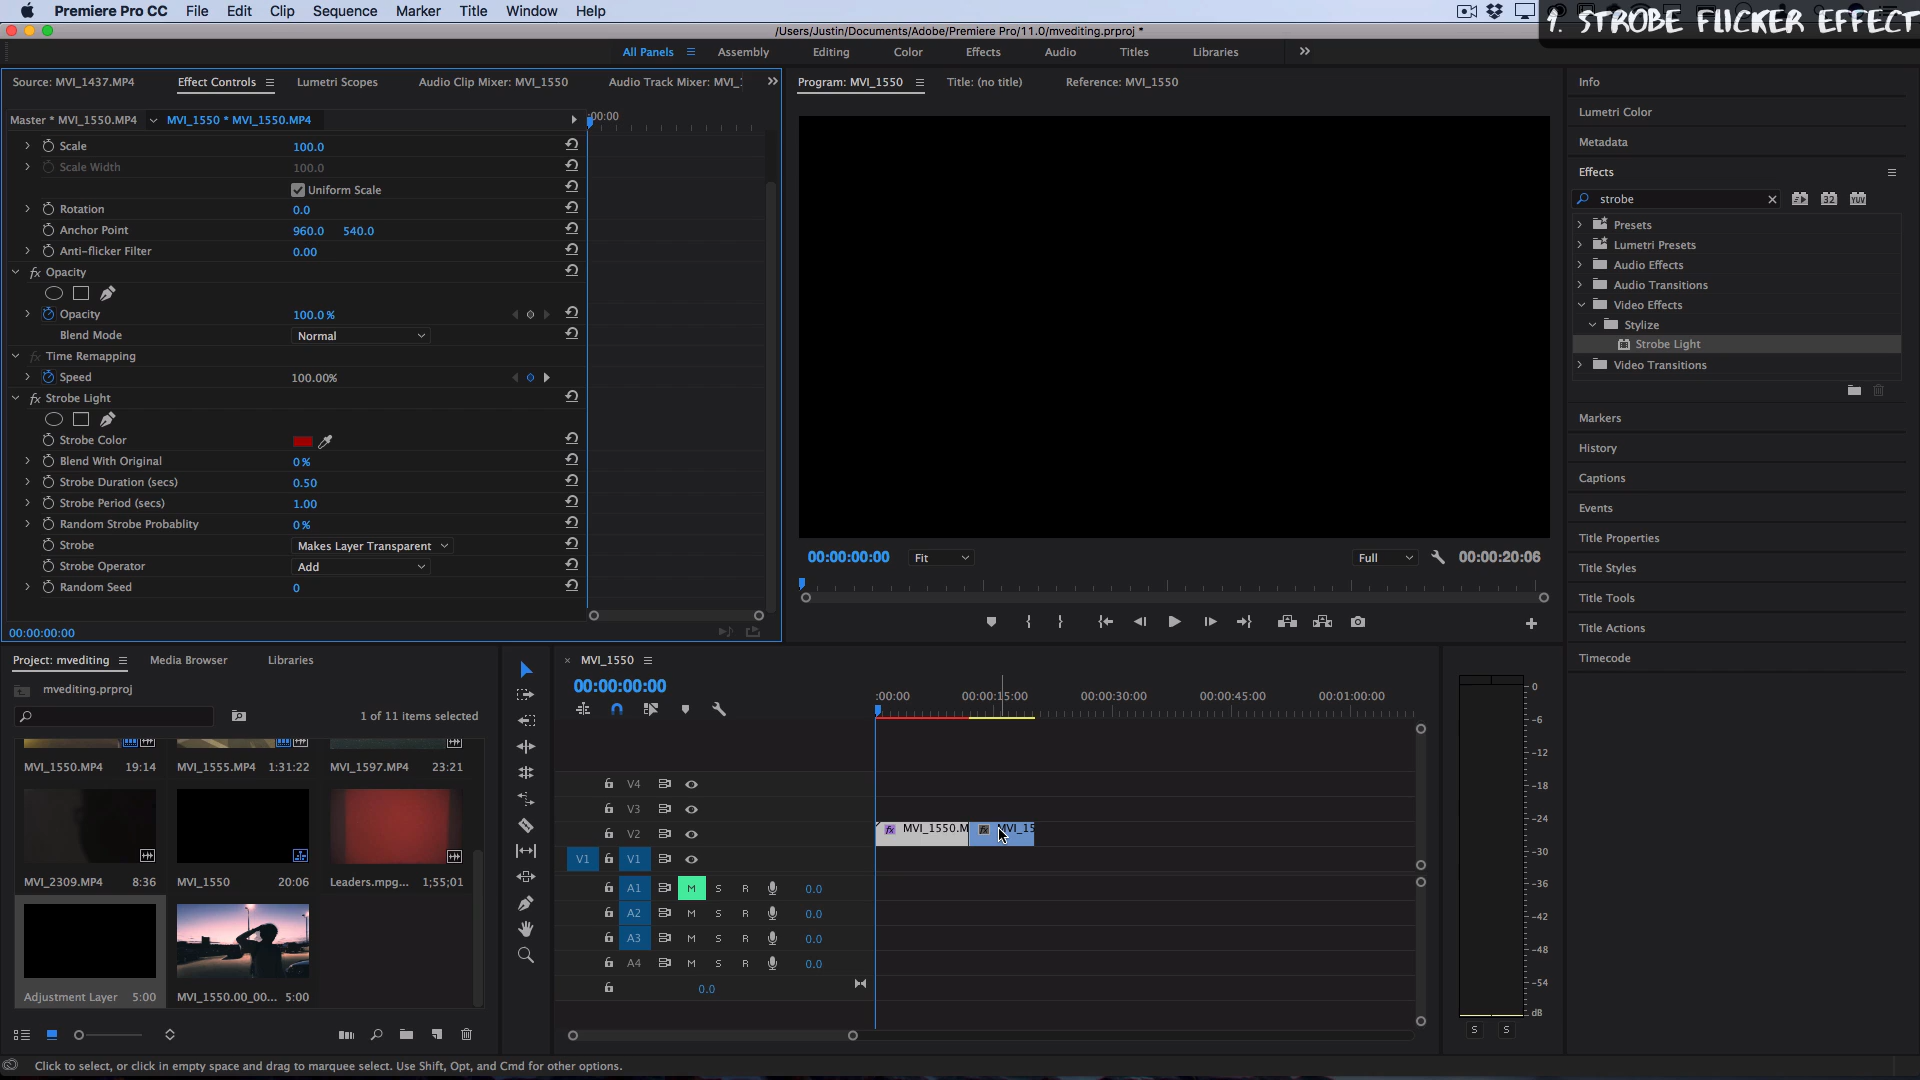 Premiere Pro CC File Edit Clip Sequence Marker Title Window Help
1. STROBE FLICKER EFFECT
/Users/Justin/Documents/Adobe/Premiere Pro/11.0/mvediting.prproj *
All Panels Assembly Editing Color Effects Audio Titles Libraries
Source: MVI_1437.MP4 Effect Controls Lumetri Scopes Audio Clip Mixer: MVI_1550 Audio Track Mixer: MVI_
Master * MVI_1550.MP4 MVI_1550 * MVI_1550.MP4
:00:00
Scale 100.0
Scale Width 100.0
Uniform Scale
Rotation 0.0
Anchor Point 960.0 540.0
Anti-flicker Filter 0.00
fx Opacity
Opacity 100.0 %
Blend Mode Normal
fx Time Remapping
Speed 100.00%
fx Strobe Light
Strobe Color
Blend With Original 0 %
Strobe Duration (secs) 0.50
Strobe Period (secs) 1.00
Random Strobe Probablity 0 %
Strobe Makes Layer Transparent
Strobe Operator Add
Random Seed 0
00:00:00:00
Program: MVI_1550 Title: (no title) Reference: MVI_1550
00:00:00:00 Fit Full 00:00:20:06
Info
Lumetri Color
Metadata
Effects
strobe 32 YUV
Presets
Lumetri Presets
Audio Effects
Audio Transitions
Video Effects
Stylize
Strobe Light
Video Transitions
Markers
History
Captions
Events
Title Properties
Title Styles
Title Tools
Title Actions
Timecode
Project: mvediting Media Browser Libraries
mvediting.prproj
1 of 11 items selected
MVI_1550.MP4 19:14 MVI_1555.MP4 1:31:22 MVI_1597.MP4 23:21
MVI_2309.MP4 8:36 MVI_1550 20:06 Leaders.mpg... 1;55;01
Adjustment Layer 5:00 MVI_1550.00_00... 5:00
MVI_1550
00:00:00:00
:00:00 00:00:15:00 00:00:30:00 00:00:45:00 00:01:00:00
V4
V3
V2 fx MVI_1550.M fx MVI_15
V1 V1
A1 M S R 0.0
A2 M S R 0.0
A3 M S R 0.0
A4 M S R 0.0
0.0
0
-6
-12
-18
-24
-30
-36
-42
-48
-54
dB
S S
Click to select, or click in empty space and drag to marquee select. Use Shift, Opt, and Cmd for other options.